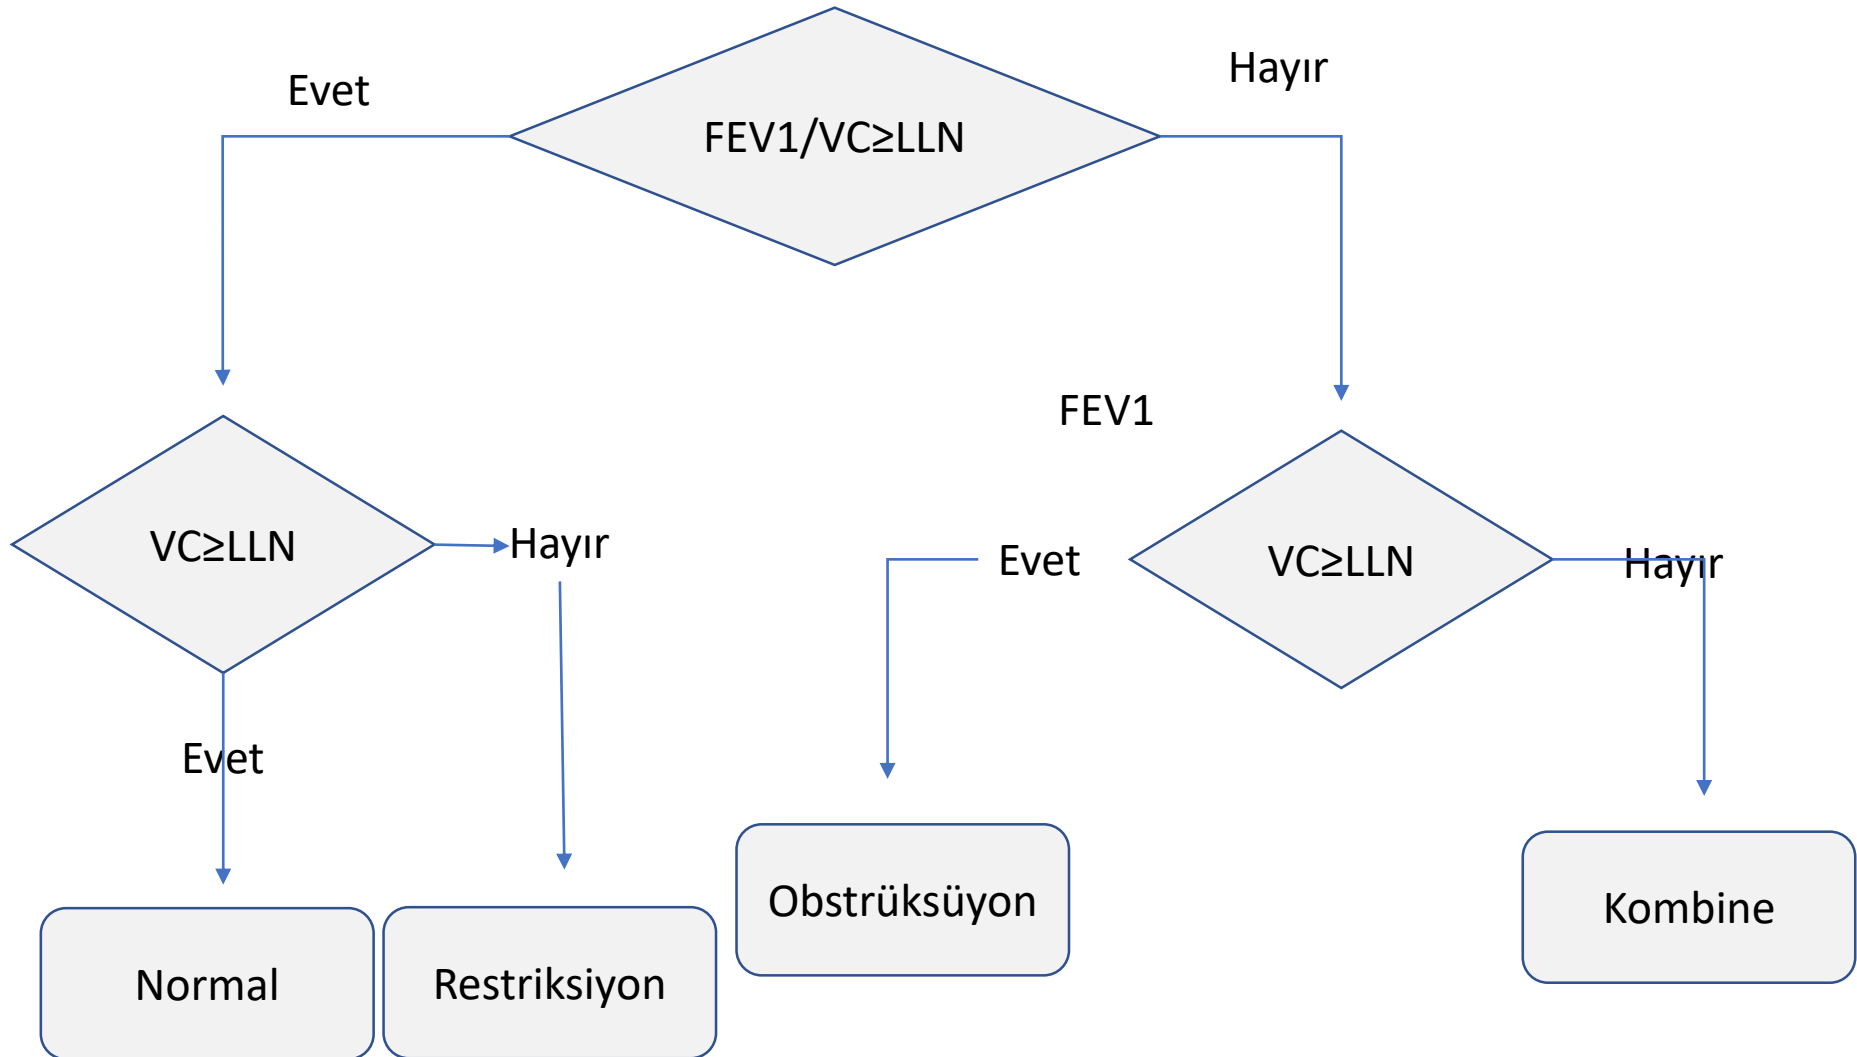 Evet
Hayır
FEV1/VC≥LLN
FEV1
VC≥LLN
Hayır
Evet
VC≥LLN
Hayır
Evet
Obstrüksüyon
Kombine
Normal
Restriksiyon